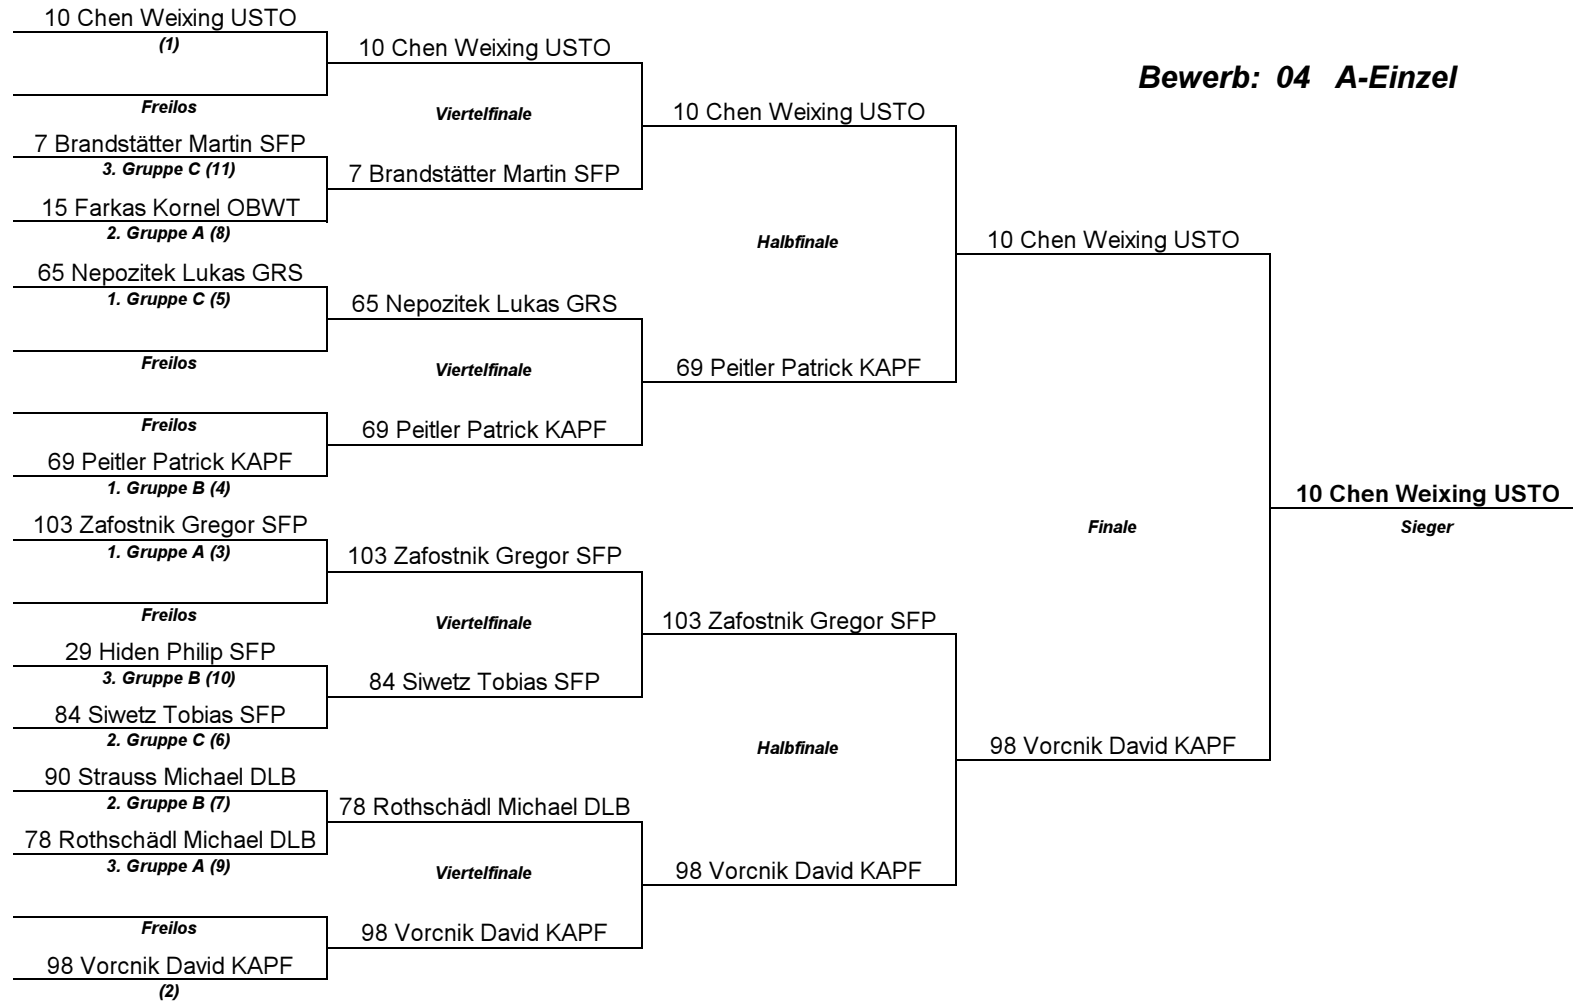 Bewerb: 04 A-Einzel
10 Chen Weixing USTO
(1)
Freilos
7 Brandstätter Martin SFP
3. Gruppe C (11)
15 Farkas Kornel OBWT
2. Gruppe A (8)
65 Nepozitek Lukas GRS
1. Gruppe C (5)
Freilos
Freilos
69 Peitler Patrick KAPF
1. Gruppe B (4)
103 Zafostnik Gregor SFP
1. Gruppe A (3)
Freilos
29 Hiden Philip SFP
3. Gruppe B (10)
84 Siwetz Tobias SFP
2. Gruppe C (6)
90 Strauss Michael DLB
2. Gruppe B (7)
78 Rothschädl Michael DLB
3. Gruppe A (9)
Freilos
98 Vorcnik David KAPF
(2)
10 Chen Weixing USTO
Viertelfinale
7 Brandstätter Martin SFP
65 Nepozitek Lukas GRS
Viertelfinale
69 Peitler Patrick KAPF
103 Zafostnik Gregor SFP
Viertelfinale
84 Siwetz Tobias SFP
78 Rothschädl Michael DLB
Viertelfinale
98 Vorcnik David KAPF
10 Chen Weixing USTO
Halbfinale
69 Peitler Patrick KAPF
103 Zafostnik Gregor SFP
Halbfinale
98 Vorcnik David KAPF
10 Chen Weixing USTO
Finale
98 Vorcnik David KAPF
10 Chen Weixing USTO
Sieger